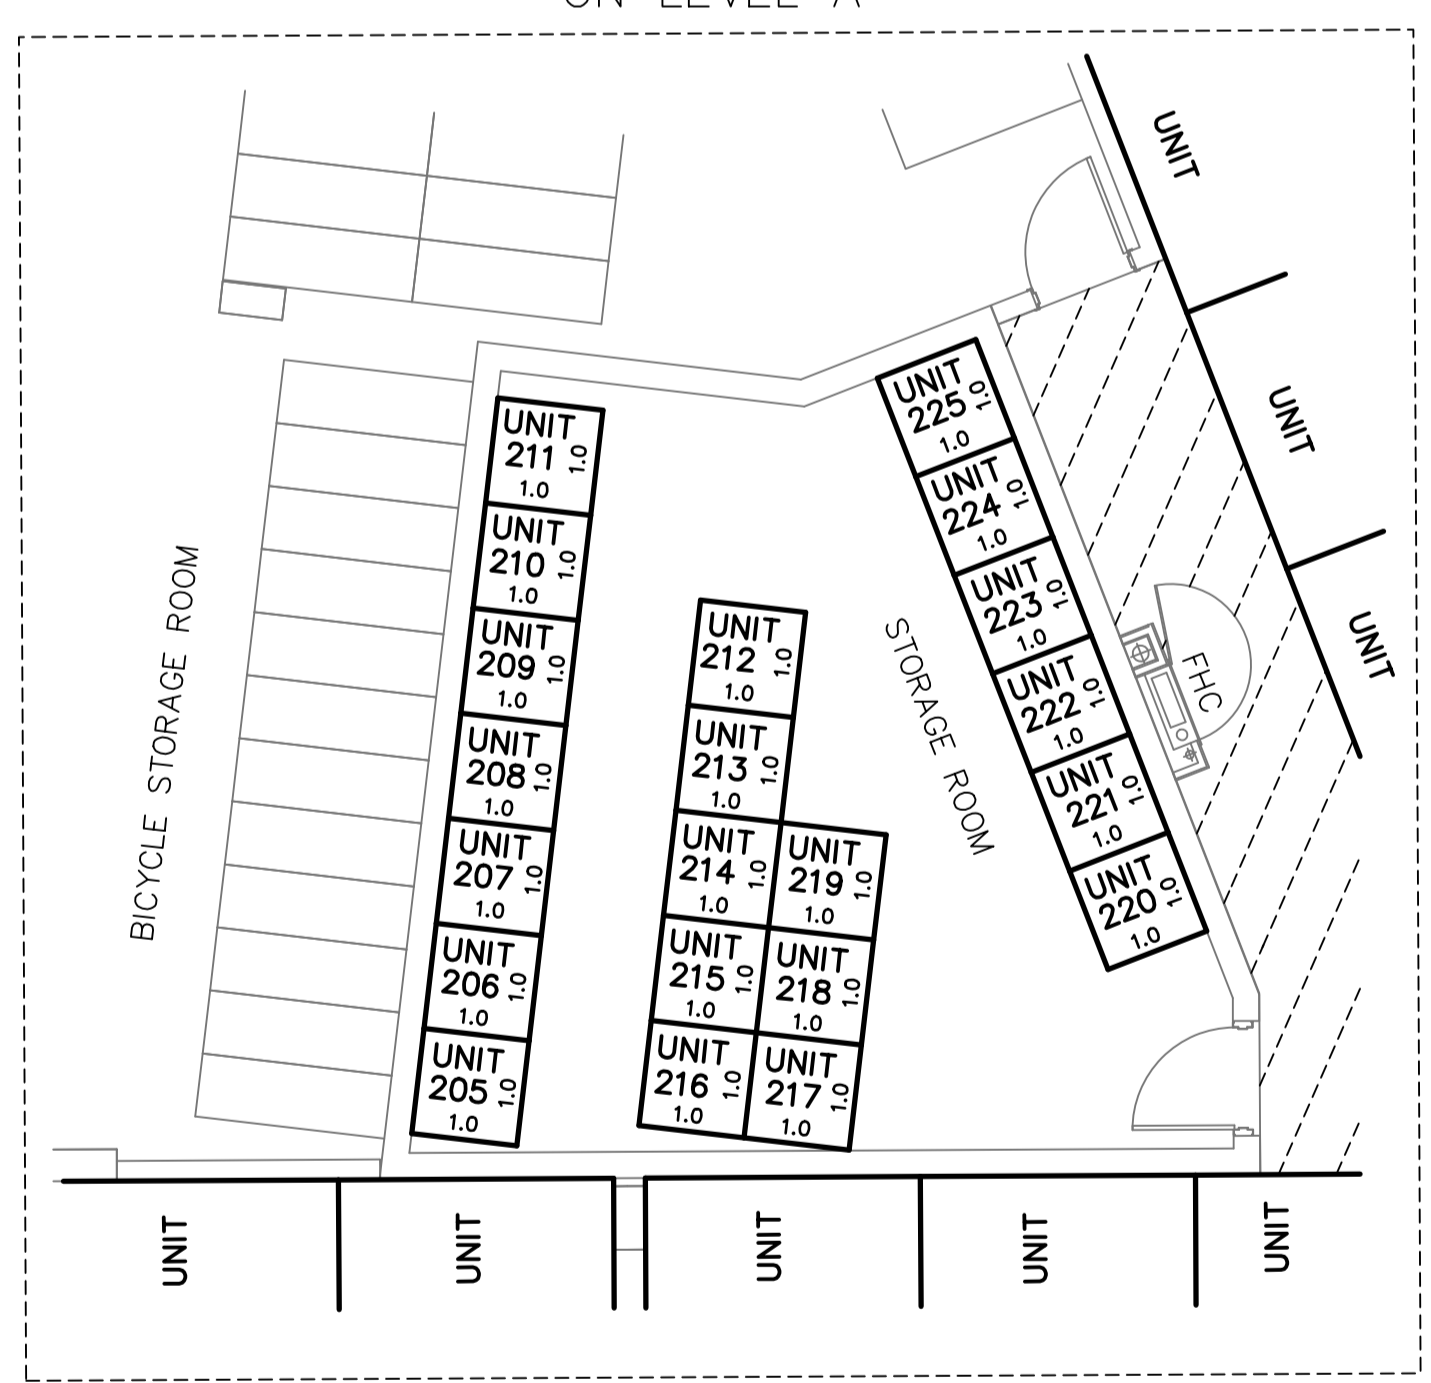 ON LEVEL A
UNIT
UNIT
UNIT
BICYCLE STORAGE ROOM
UNIT
211
1.0
1.0
UNIT
210
1.0
1.0
UNIT
209
1.0
1.0
UNIT
208
1.0
1.0
UNIT
207
1.0
1.0
UNIT
206
1.0
1.0
UNIT
205
1.0
1.0
UNIT
212
1.0
1.0
UNIT
213
1.0
1.0
UNIT
214
1.0
1.0
UNIT
215
1.0
1.0
UNIT
216
1.0
1.0
UNIT
219
1.0
1.0
UNIT
218
1.0
1.0
UNIT
217
1.0
1.0
STORAGE ROOM
UNIT
225
1.0
1.0
UNIT
224
1.0
1.0
UNIT
223
1.0
1.0
UNIT
222
1.0
1.0
UNIT
221
1.0
1.0
UNIT
220
1.0
1.0
FHC
UNIT
UNIT
UNIT
UNIT
UNIT